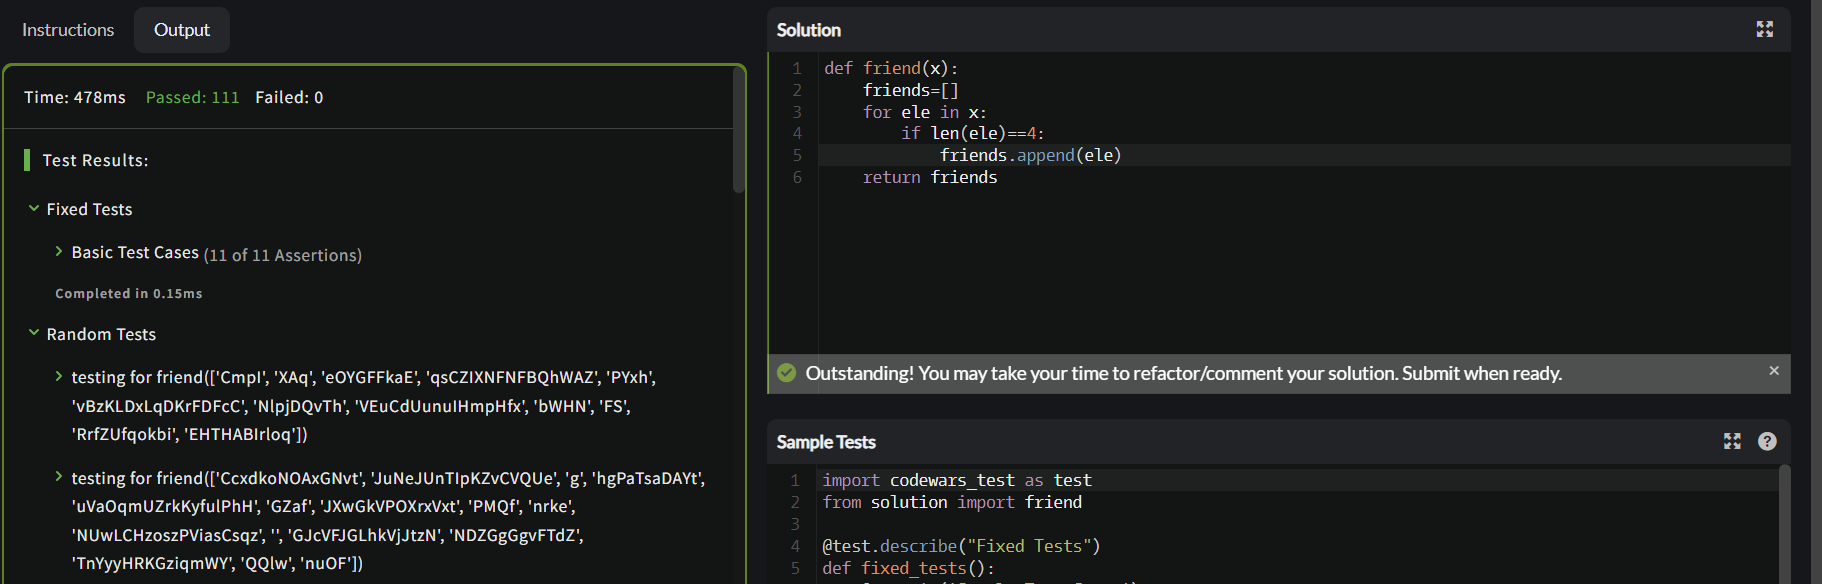 Instructions
Output
Time: 478ms Passed: 111 Failed: 0
Test Results:
Fixed Tests
Basic Test Cases (11 of 11 Assertions)
Completed in 0.15ms
Random Tests
testing for friend(['CmpI', 'XAq', 'eOYGFFkaE', 'qsCZIXNFNFBQhWAZ', 'PYxh',
'vBzKLDxLqDKrFDFcC', 'NlpjDQvTh', 'VEuCdUunuIHmpHfx', 'bWHN', 'FS',
'RrfZUfqokbi', 'EHTHABIrloq'])
testing for friend(['CcxdkoNOAxGNvt', 'JuNeJUnTIpKZvCVQUe', 'g', 'hgPaTsaDAYt',
'uVaOqmUZrkKyfulPhH', 'GZaf', 'JXwGkVPOXrxVxt', 'PMQf', 'nrke',
'NUwLCHzoszPViasCsqz', '', 'GJcVFJGLhkVjJtzN', 'NDZGgGgvFTdZ',
'TnYyyHRKGziqmWY', 'QQlw', 'nuOF'])
Solution
1 def friend(x):
2     friends=[]
3     for ele in x:
4         if len(ele)==4:
5             friends.append(ele)
6     return friends
Outstanding! You may take your time to refactor/comment your solution. Submit when ready.
Sample Tests
1 import codewars_test as test
2 from solution import friend
3
4 @test.describe("Fixed Tests")
5 def fixed_tests():